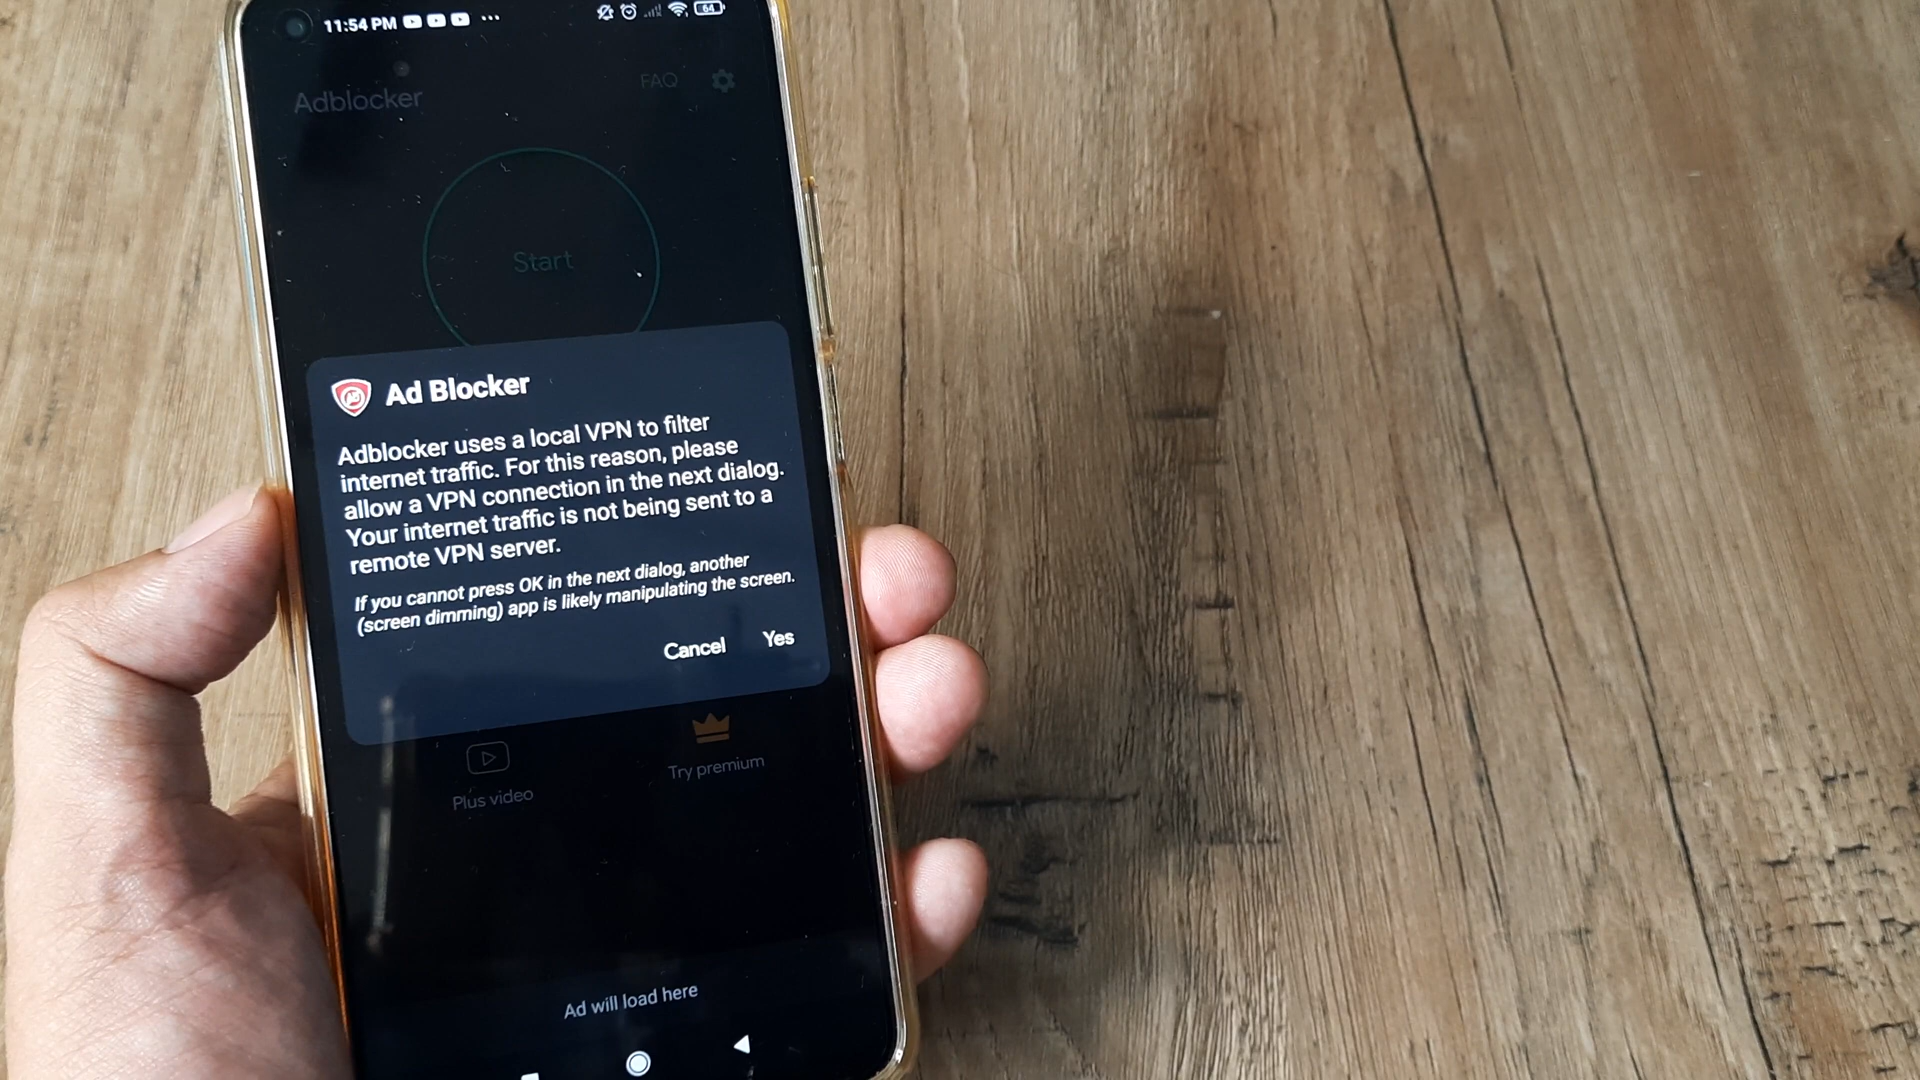 11:54 PM
64
Adblocker
FAQ
Start
Ad Blocker
Adblocker uses a local VPN to filter
internet traffic. For this reason, please
allow a VPN connection in the next dialog.
Your internet traffic is not being sent to a
remote VPN server.
If you cannot press OK in the next dialog, another
(screen dimming) app is likely manipulating the screen.
Cancel Yes
Plus video
Try premium
Ad will load here